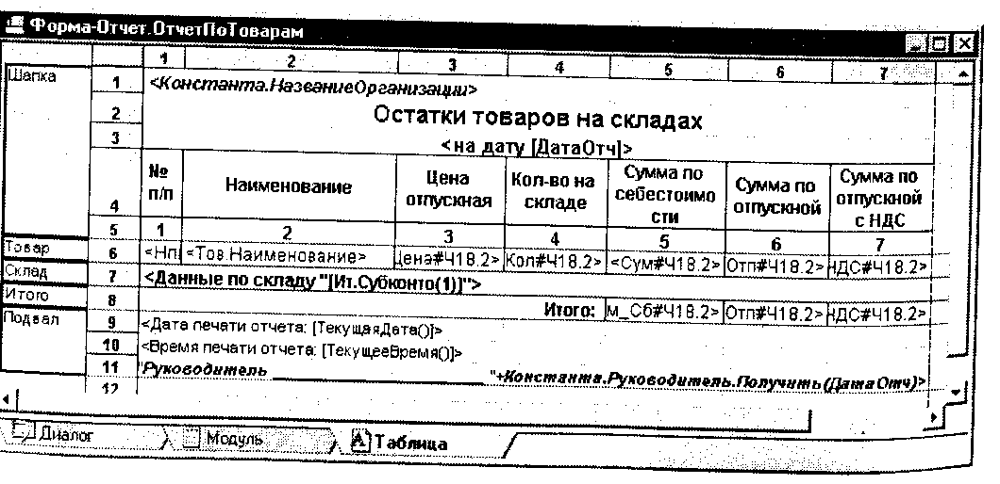 Форма-Отчет.ОтчетПоТоварам
1 2 3 4 5 6 7
Шапка
1 <Константа.НазваниеОрганизации>
2 Остатки товаров на складах
3 <на дату [ДатаОтч]>
4 № п/п Наименование Цена отпускная Кол-во на складе Сумма по себестоимо сти Сумма по отпускной Сумма по отпускной с НДС
5 1 2 3 4 5 6 7
Товар 6 <Нп <Тов.Наименование> Цена#Ч18.2> Кол#Ч18.2> <Сум#Ч18.2> Отп#Ч18.2> НДС#Ч18.2>
Склад 7 <Данные по складу "[Ит.Субконто(1)]">
Итого 8 Итого: м_Сб#Ч18.2> Отп#Ч18.2> НДС#Ч18.2>
Подвал 9 <Дата печати отчета: [ТекущаяДата()]>
10 <Время печати отчета: [ТекущееВремя()]>
11 "Руководитель ____________________ "+Константа.Руководитель.Получить(ДатаОтч)>
12
Диалог Модуль Таблица